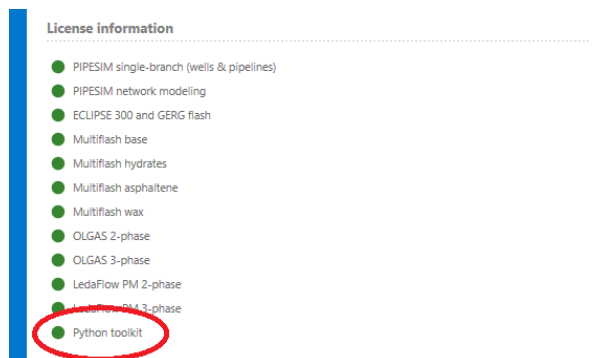 License information
PIPESIM single-branch (wells & pipelines)
PIPESIM network modeling
ECLIPSE 300 and GERG flash
Multiflash base
Multiflash hydrates
Multiflash asphaltene
Multiflash wax
OLGAS 2-phase
OLGAS 3-phase
LedaFlow PM 2-phase
LedaFlow PM 3-phase
Python toolkit